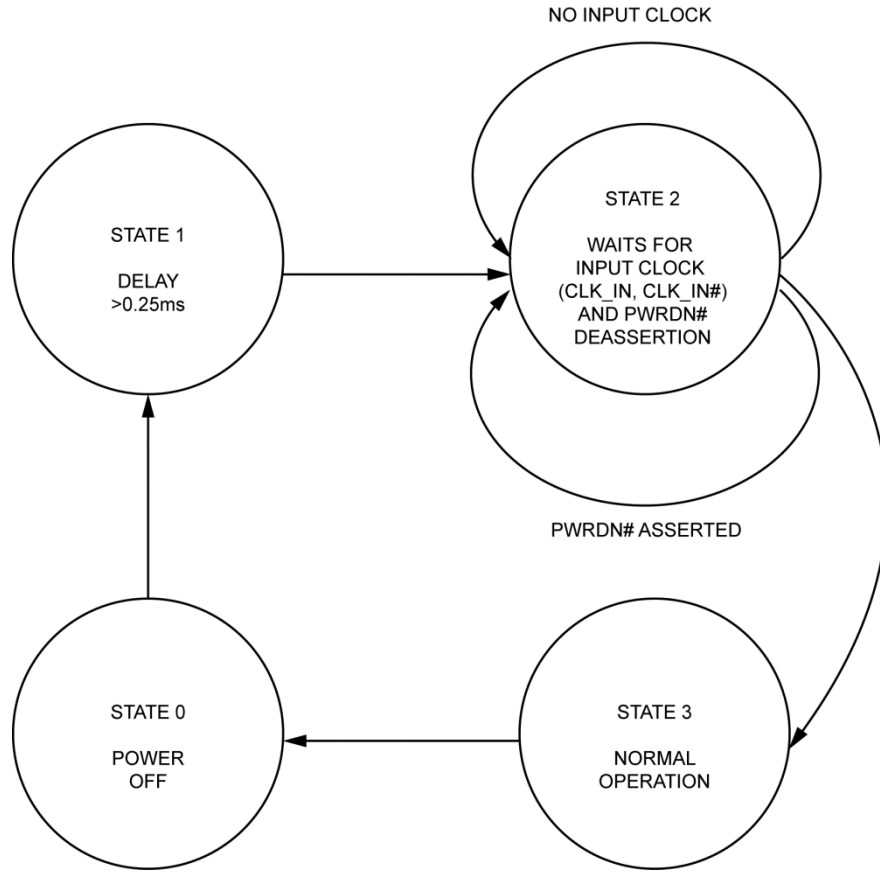 NO INPUT CLOCK
STATE 1
DELAY
>0.25ms
STATE 2
WAITS FOR
INPUT CLOCK
(CLK_IN, CLK_IN#)
AND PWRDN#
DEASSERTION
PWRDN# ASSERTED
STATE 0
POWER
OFF
STATE 3
NORMAL
OPERATION